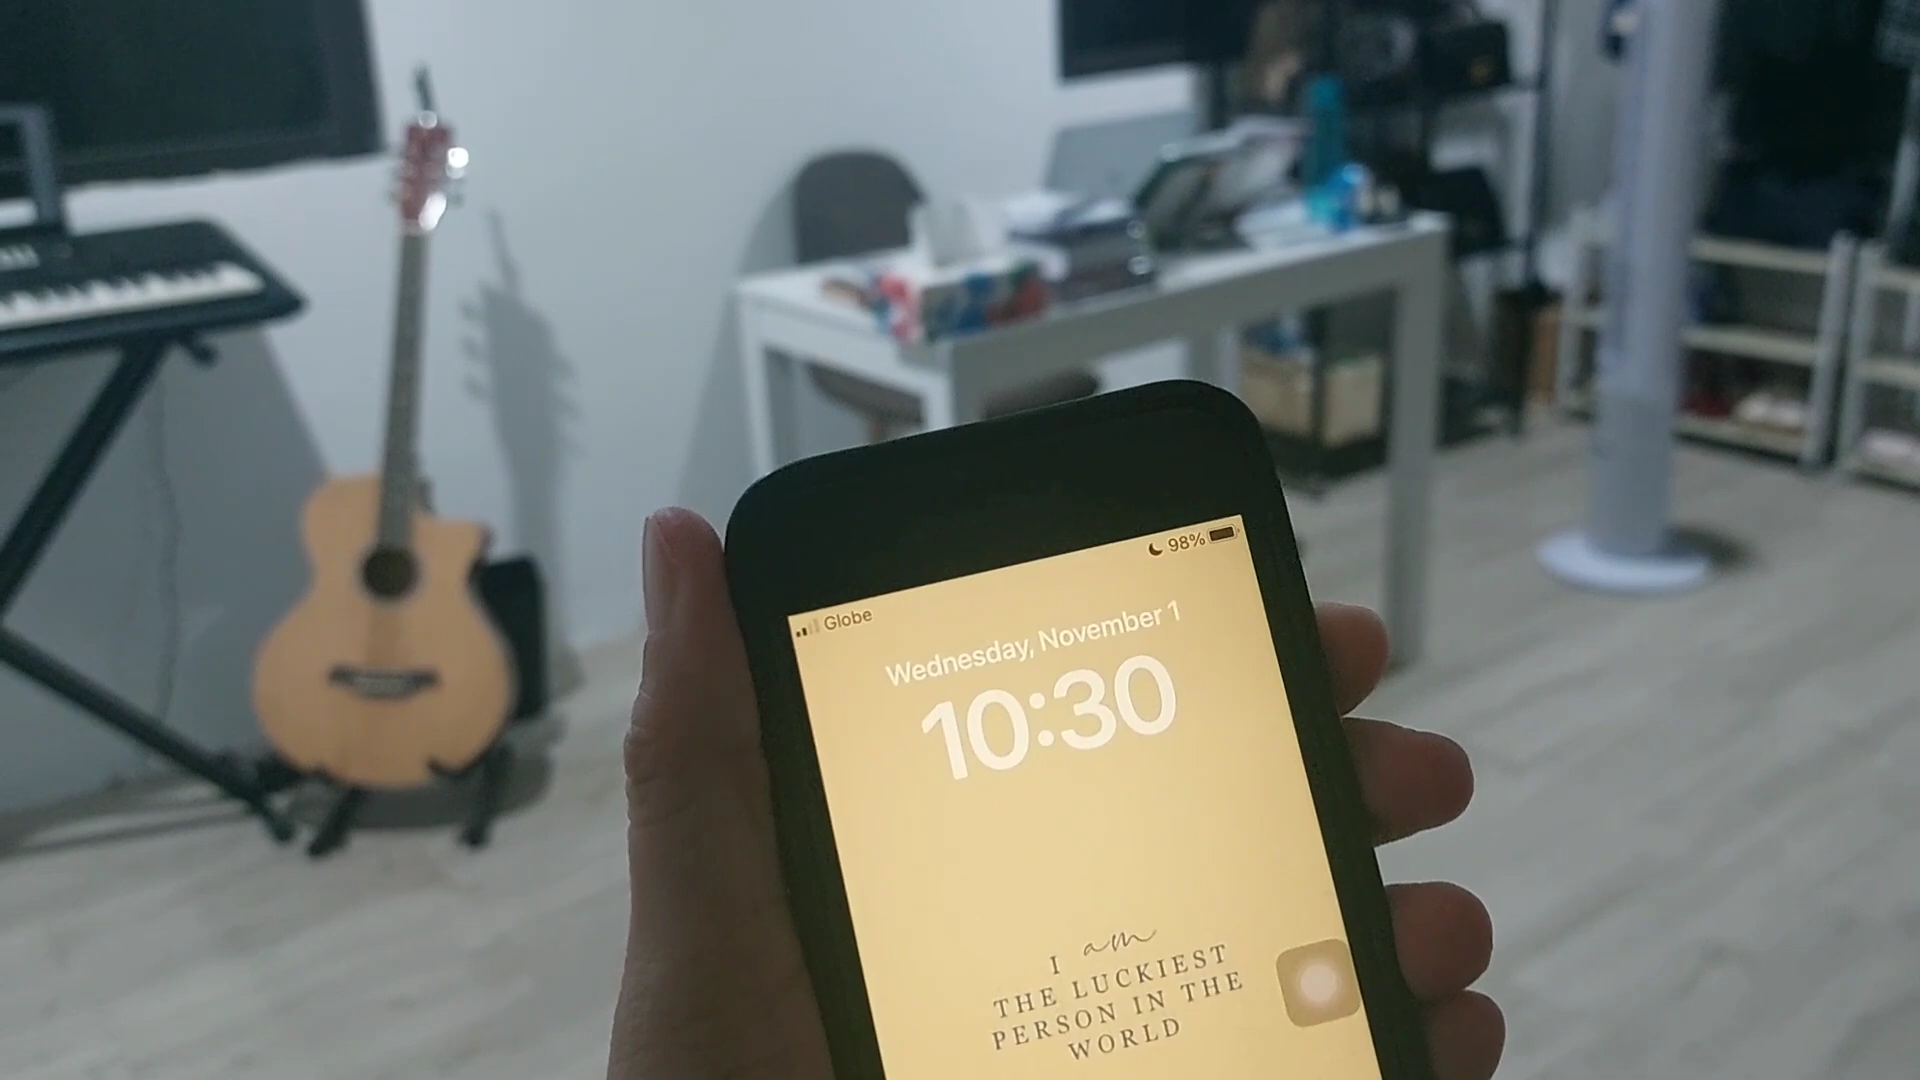 98%
Globe
Wednesday, November 1
10:30
I am
THE LUCKIEST
PERSON IN THE
WORLD